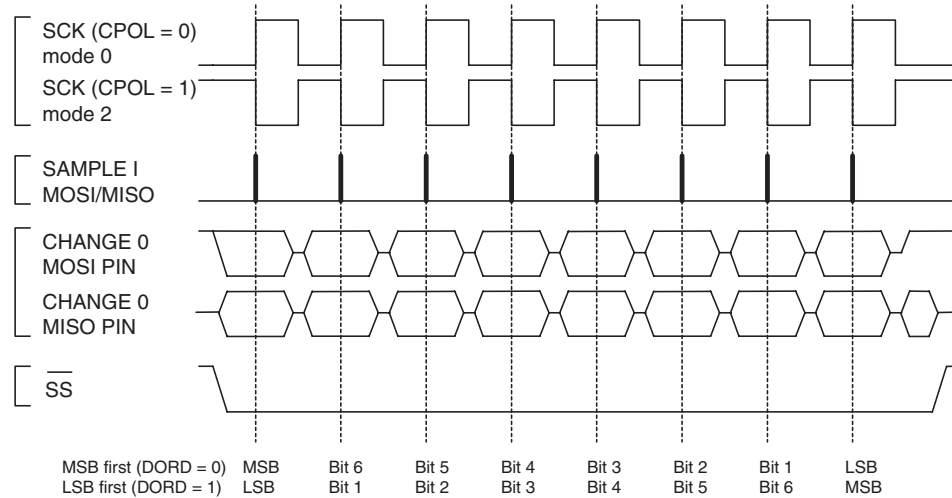 SCK (CPOL = 0)
mode 0
SCK (CPOL = 1)
mode 2
SAMPLE I
MOSI/MISO
CHANGE 0
MOSI PIN
CHANGE 0
MISO PIN
SS
MSB first (DORD = 0) MSB Bit 6 Bit 5 Bit 4 Bit 3 Bit 2 Bit 1 LSB
LSB first (DORD = 1) LSB Bit 1 Bit 2 Bit 3 Bit 4 Bit 5 Bit 6 MSB